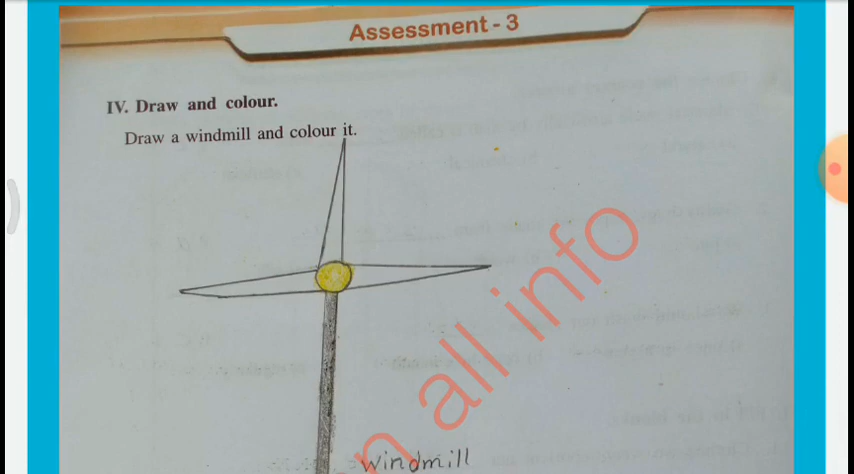 Assessment - 3
IV. Draw and colour.
Draw a windmill and colour it.
n all info
windmill